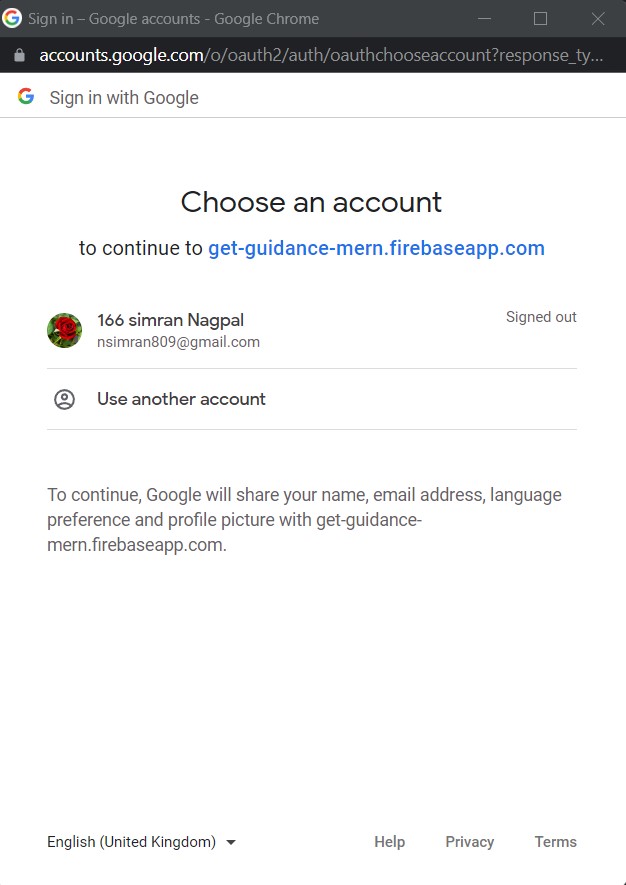 Sign in – Google accounts - Google Chrome
accounts.google.com/o/oauth2/auth/oauthchooseaccount?response_ty...
Sign in with Google
Choose an account
to continue to get-guidance-mern.firebaseapp.com
166 simran Nagpal
Signed out
nsimran809@gmail.com
Use another account
To continue, Google will share your name, email address, language
preference and profile picture with get-guidance-
mern.firebaseapp.com.
English (United Kingdom)
Help
Privacy
Terms